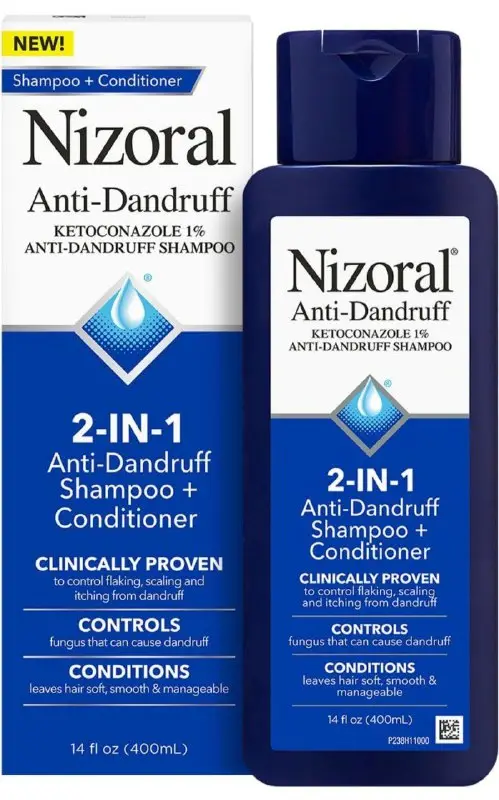 NEW!
Shampoo + Conditioner
Nizoral
Anti-Dandruff
KETOCONAZOLE 1%
ANTI-DANDRUFF SHAMPOO
®
2-IN-1
Anti-Dandruff
Shampoo +
Conditioner
CLINICALLY PROVEN
to control flaking, scaling and
itching from dandruff
CONTROLS
fungus that can cause dandruff
CONDITIONS
leaves hair soft, smooth & manageable
14 fl oz (400mL)
Nizoral®
Anti-Dandruff
KETOCONAZOLE 1%
ANTI-DANDRUFF SHAMPOO
®
2-IN-1
Anti-Dandruff
Shampoo +
Conditioner
CLINICALLY PROVEN
to control flaking, scaling
and itching from dandruff
CONTROLS
fungus that can cause dandruff
CONDITIONS
leaves hair soft, smooth &
manageable
14 fl oz (400mL)
P238H11000